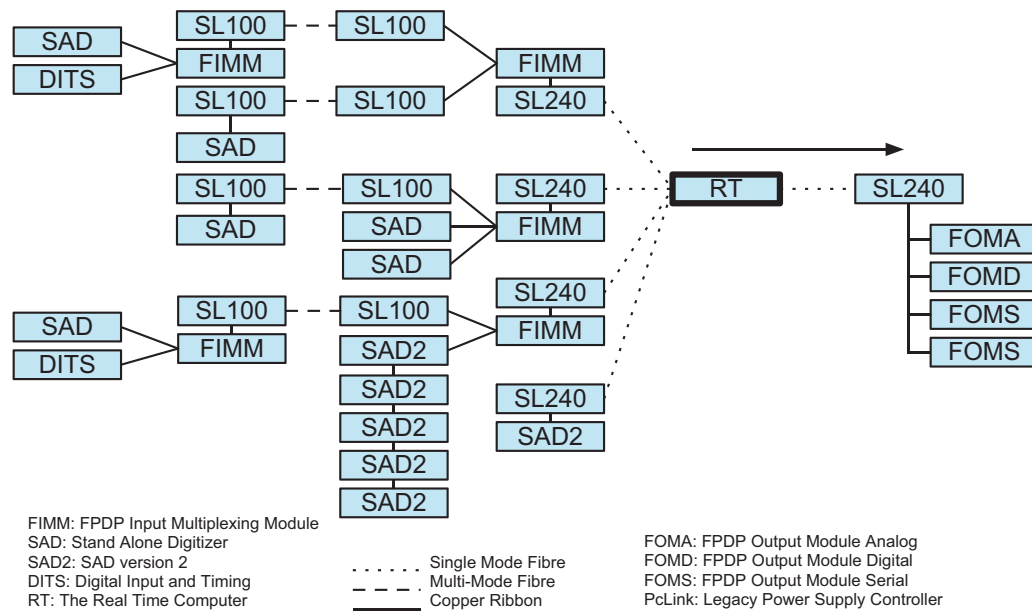 SL100 SL100
SAD
FIMM FIMM
DITS
SL100 SL100 SL240
SAD
SL100 SL100 SL240 RT SL240
SAD SAD FIMM
FOMA
SAD
FOMD
SL240
SL100 SL100 FOMS
SAD
FIMM FIMM
SAD2 FOMS
DITS
SAD2 SL240
SAD2 SAD2
SAD2
SAD2
FIMM: FPDP Input Multiplexing Module
SAD: Stand Alone Digitizer
SAD2: SAD version 2
DITS: Digital Input and Timing
RT: The Real Time Computer
Single Mode Fibre
Multi-Mode Fibre
Copper Ribbon
FOMA: FPDP Output Module Analog
FOMD: FPDP Output Module Digital
FOMS: FPDP Output Module Serial
PcLink: Legacy Power Supply Controller